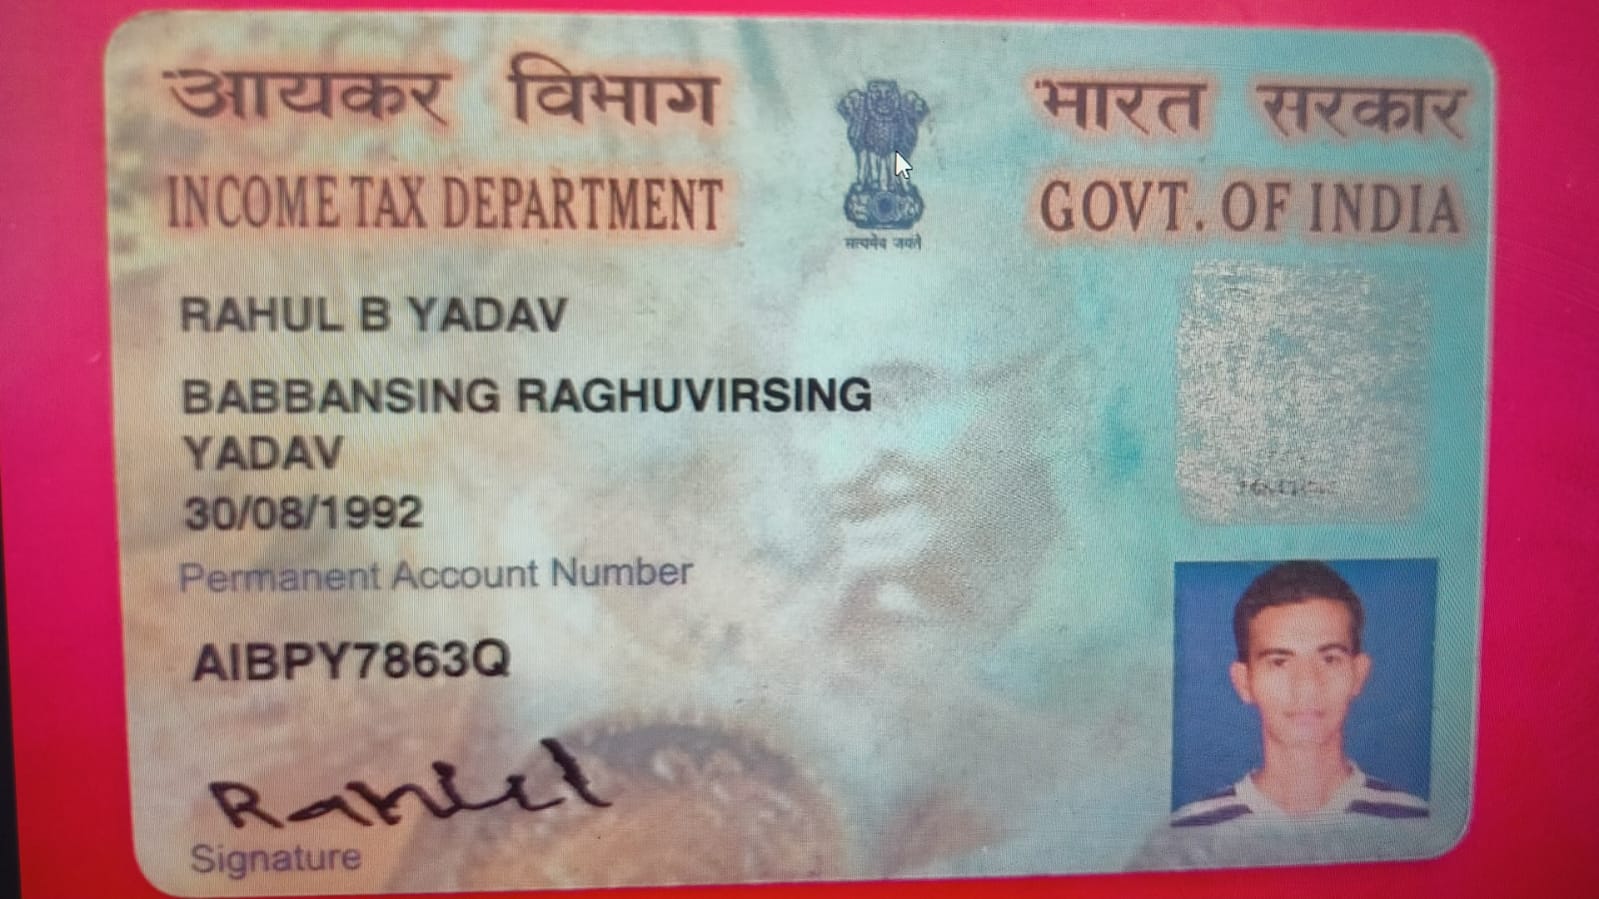 आयकर विभाग
INCOME TAX DEPARTMENT
सत्यमेव जयते
भारत सरकार
GOVT. OF INDIA
RAHUL B YADAV
BABBANSING RAGHUVIRSING
YADAV
30/08/1992
Permanent Account Number
AIBPY7863Q
Rahul
Signature